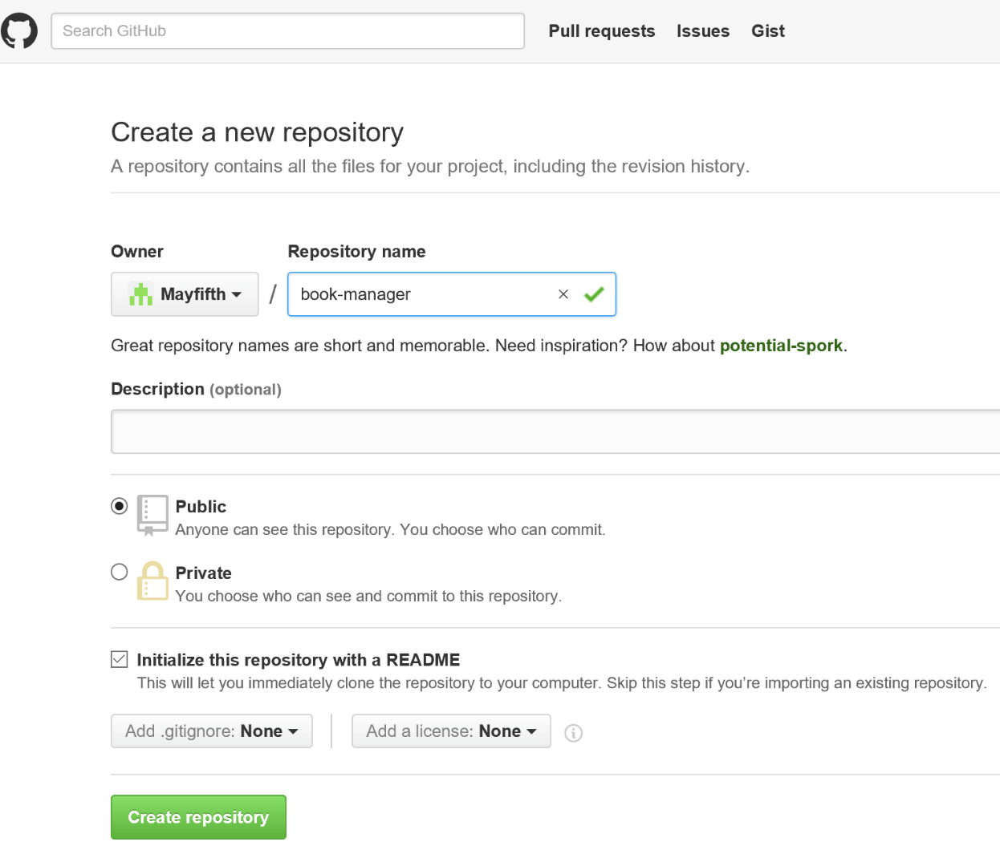 Search GitHub Pull requests Issues Gist
Create a new repository
A repository contains all the files for your project, including the revision history.
Owner Repository name
Mayfifth / book-manager
Great repository names are short and memorable. Need inspiration? How about potential-spork.
Description (optional)
Public
Anyone can see this repository. You choose who can commit.
Private
You choose who can see and commit to this repository.
Initialize this repository with a README
This will let you immediately clone the repository to your computer. Skip this step if you’re importing an existing repository.
Add .gitignore: None Add a license: None
Create repository